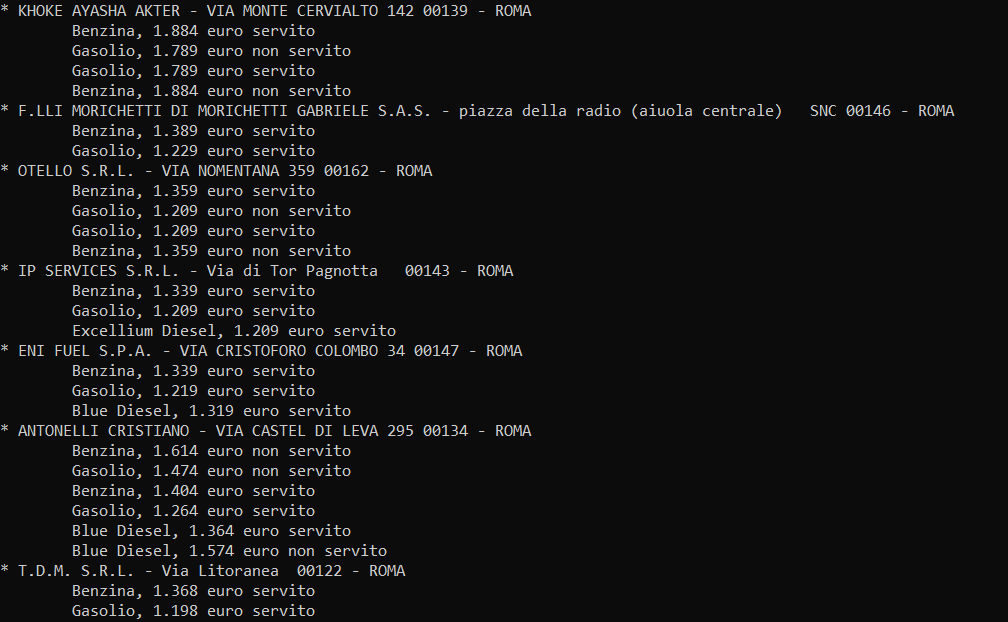 * KHOKE AYASHA AKTER - VIA MONTE CERVIALTO 142 00139 - ROMA
Benzina, 1.884 euro servito
Gasolio, 1.789 euro non servito
Gasolio, 1.789 euro servito
Benzina, 1.884 euro non servito
* F.LLI MORICHETTI DI MORICHETTI GABRIELE S.A.S. - piazza della radio (aiuola centrale)   SNC 00146 - ROMA
Benzina, 1.389 euro servito
Gasolio, 1.229 euro servito
* OTELLO S.R.L. - VIA NOMENTANA 359 00162 - ROMA
Benzina, 1.359 euro servito
Gasolio, 1.209 euro non servito
Gasolio, 1.209 euro servito
Benzina, 1.359 euro non servito
* IP SERVICES S.R.L. - Via di Tor Pagnotta   00143 - ROMA
Benzina, 1.339 euro servito
Gasolio, 1.209 euro servito
Excellium Diesel, 1.209 euro servito
* ENI FUEL S.P.A. - VIA CRISTOFORO COLOMBO 34 00147 - ROMA
Benzina, 1.339 euro servito
Gasolio, 1.219 euro servito
Blue Diesel, 1.319 euro servito
* ANTONELLI CRISTIANO - VIA CASTEL DI LEVA 295 00134 - ROMA
Benzina, 1.614 euro non servito
Gasolio, 1.474 euro non servito
Benzina, 1.404 euro servito
Gasolio, 1.264 euro servito
Blue Diesel, 1.364 euro servito
Blue Diesel, 1.574 euro non servito
* T.D.M. S.R.L. - Via Litoranea  00122 - ROMA
Benzina, 1.368 euro servito
Gasolio, 1.198 euro servito